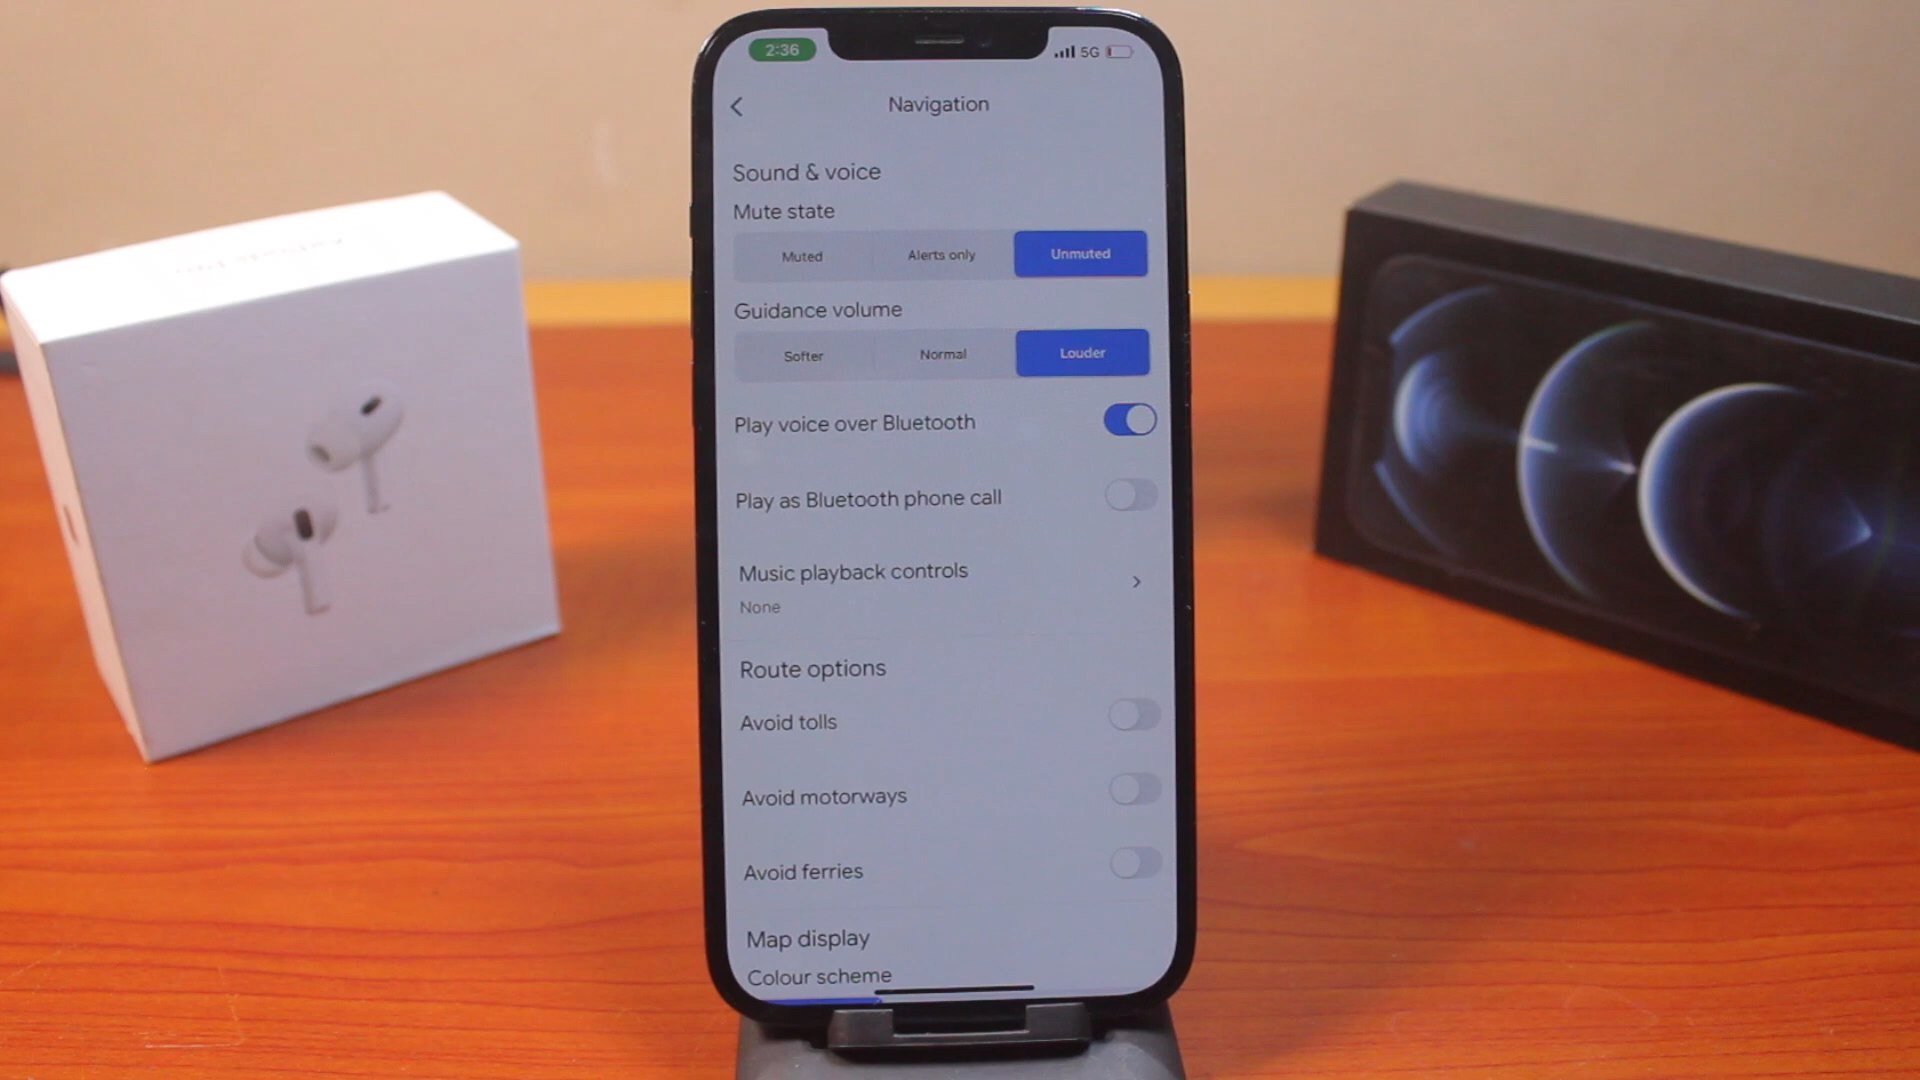 2:36
5G
Navigation
Sound & voice
Mute state
Muted Alerts only Unmuted
Guidance volume
Softer Normal Louder
Play voice over Bluetooth
Play as Bluetooth phone call
Music playback controls
None
Route options
Avoid tolls
Avoid motorways
Avoid ferries
Map display
Colour scheme